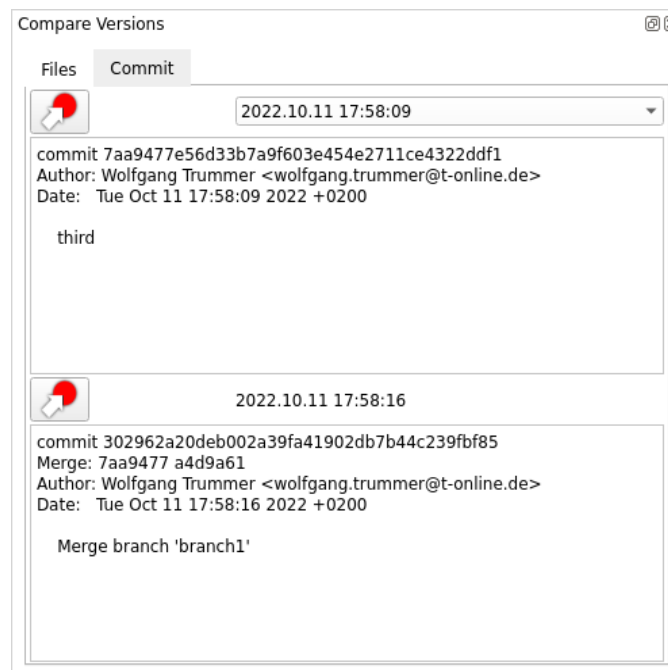 Compare Versions
Files Commit
2022.10.11 17:58:09
commit 7aa9477e56d33b7a9f603e454e2711ce4322ddf1
Author: Wolfgang Trummer <wolfgang.trummer@t-online.de>
Date:   Tue Oct 11 17:58:09 2022 +0200
third
2022.10.11 17:58:16
commit 302962a20deb002a39fa41902db7b44c239fbf85
Merge: 7aa9477 a4d9a61
Author: Wolfgang Trummer <wolfgang.trummer@t-online.de>
Date:   Tue Oct 11 17:58:16 2022 +0200
Merge branch 'branch1'